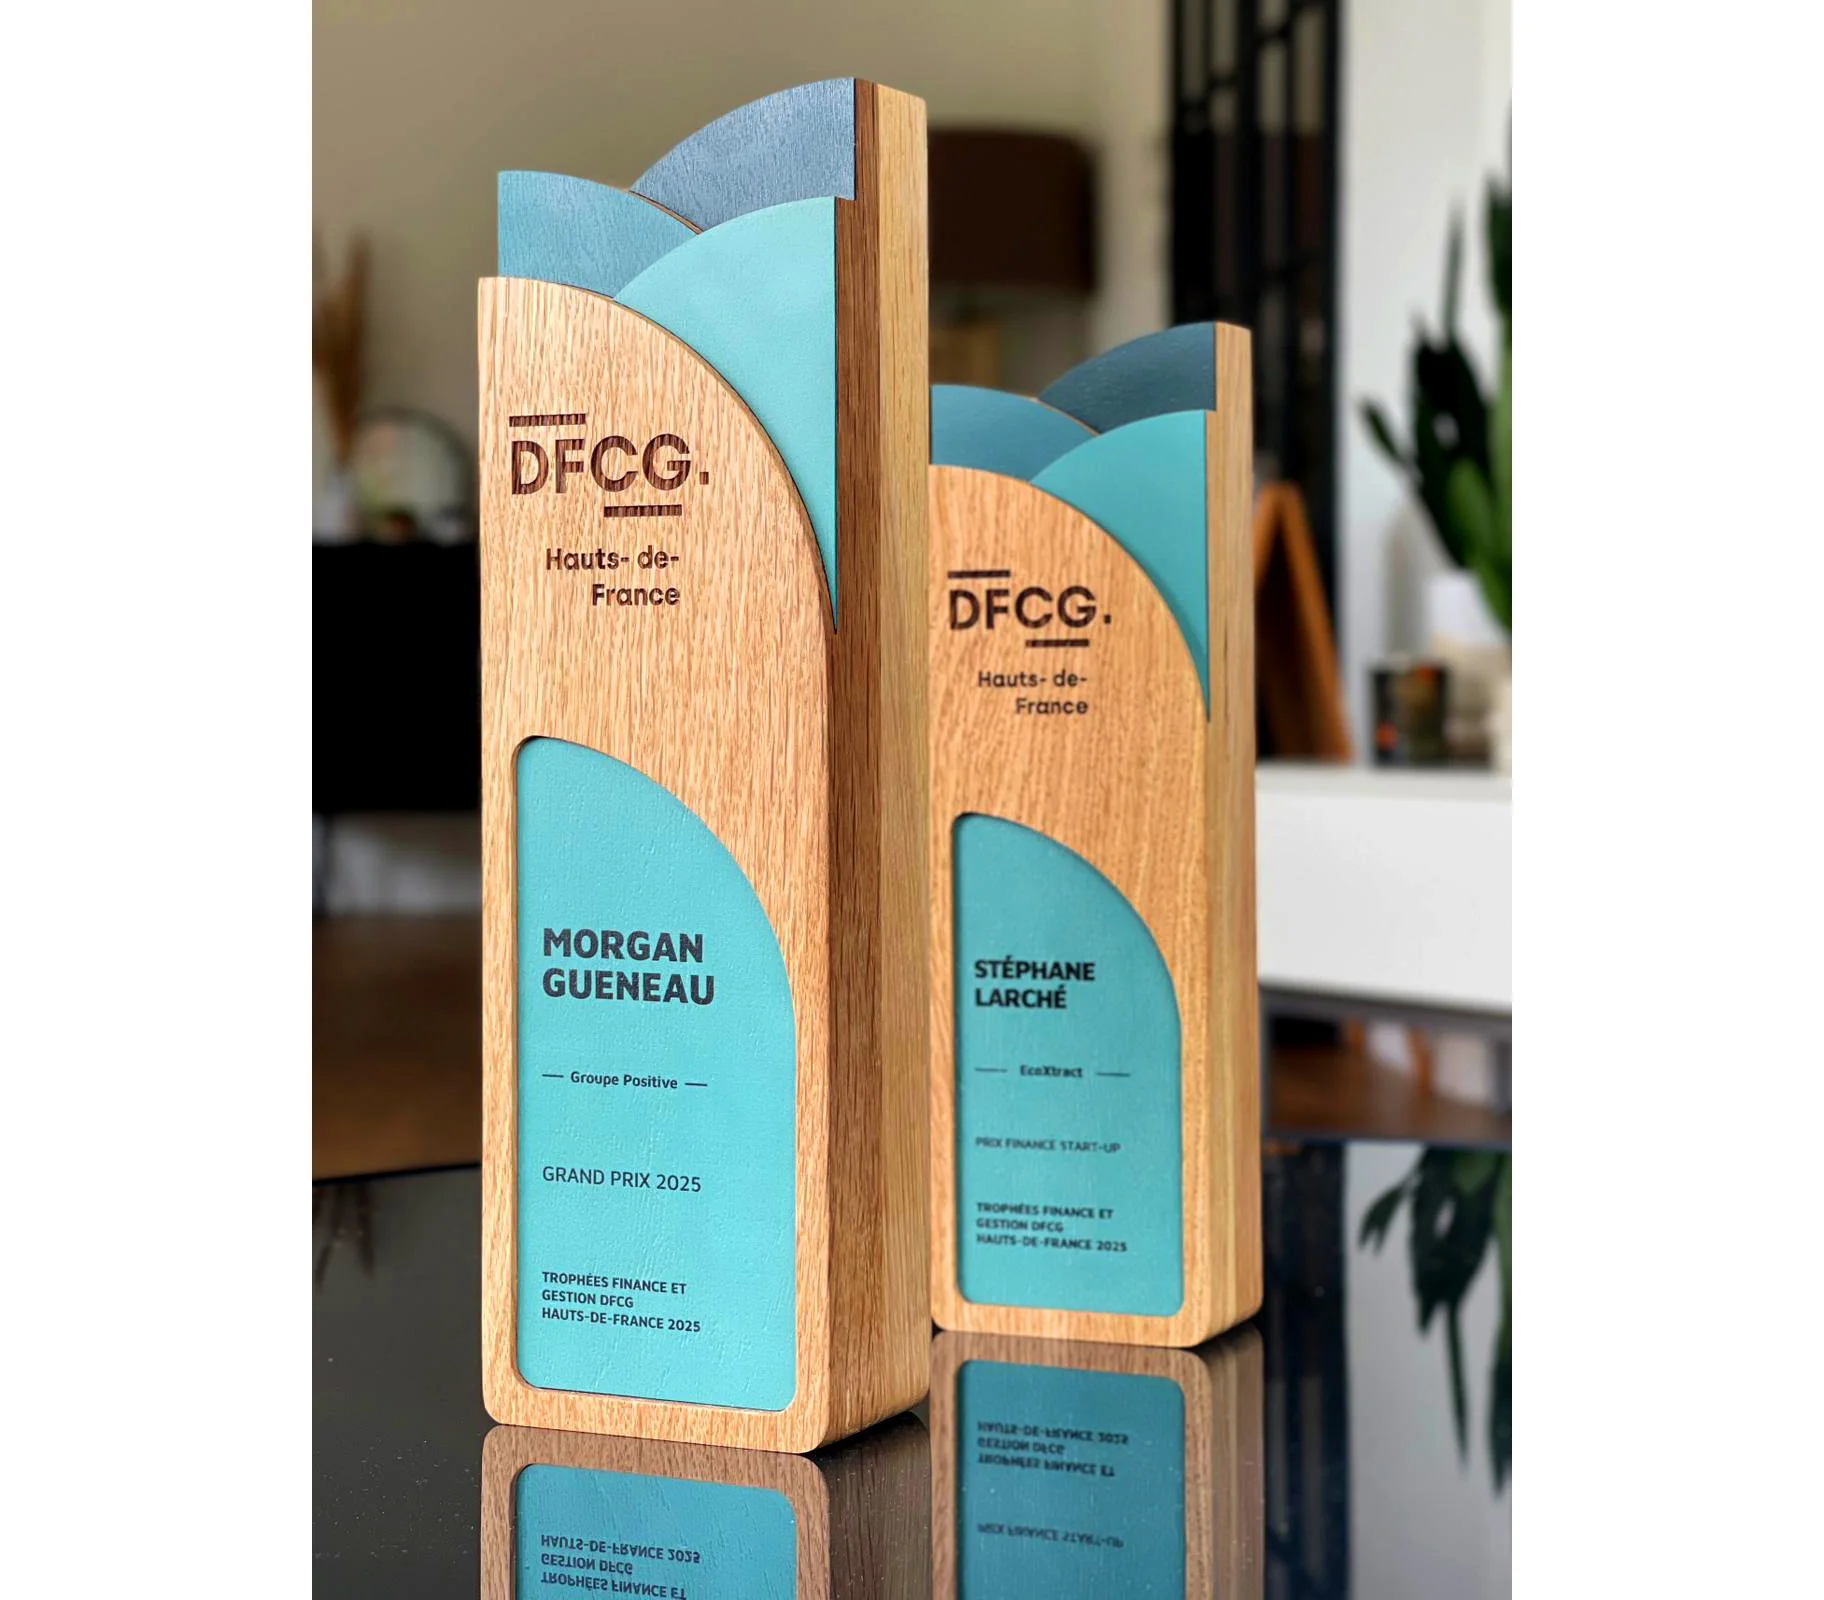 DFCG.
Hauts- de-
France
MORGAN
GUENEAU
Groupe Positive
GRAND PRIX 2025
TROPHÉES FINANCE ET
GESTION DFCG
HAUTS-DE-FRANCE 2025
DFCG.
Hauts- de-
France
STÉPHANE
LARCHÉ
EcoXtract
PRIX FINANCE START-UP
TROPHÉES FINANCE ET
GESTION DFCG
HAUTS-DE-FRANCE 2025